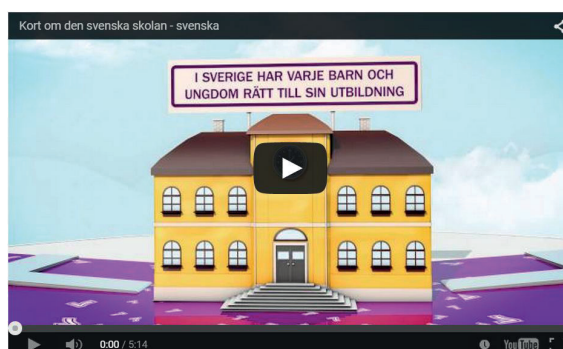 Kort om den svenska skolan - svenska
I SVERIGE HAR VARJE BARN OCH
UNGDOM RÄTT TILL SIN UTBILDNING
0:00 / 5:14
YouTube